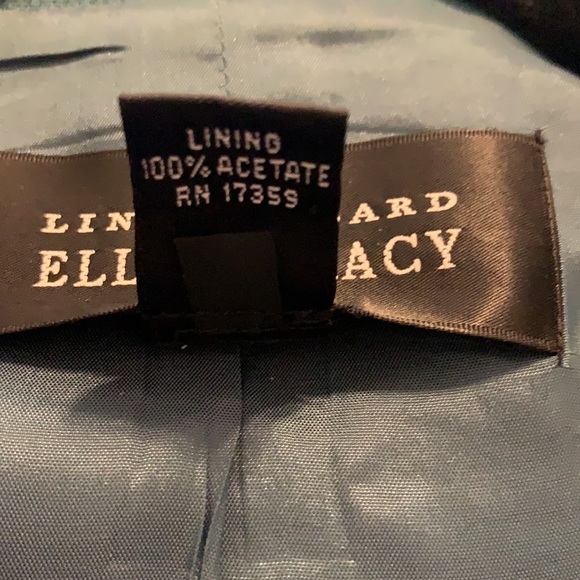 LINING
100% ACETATE
RN 17359
LIN ARD
ELL ACY